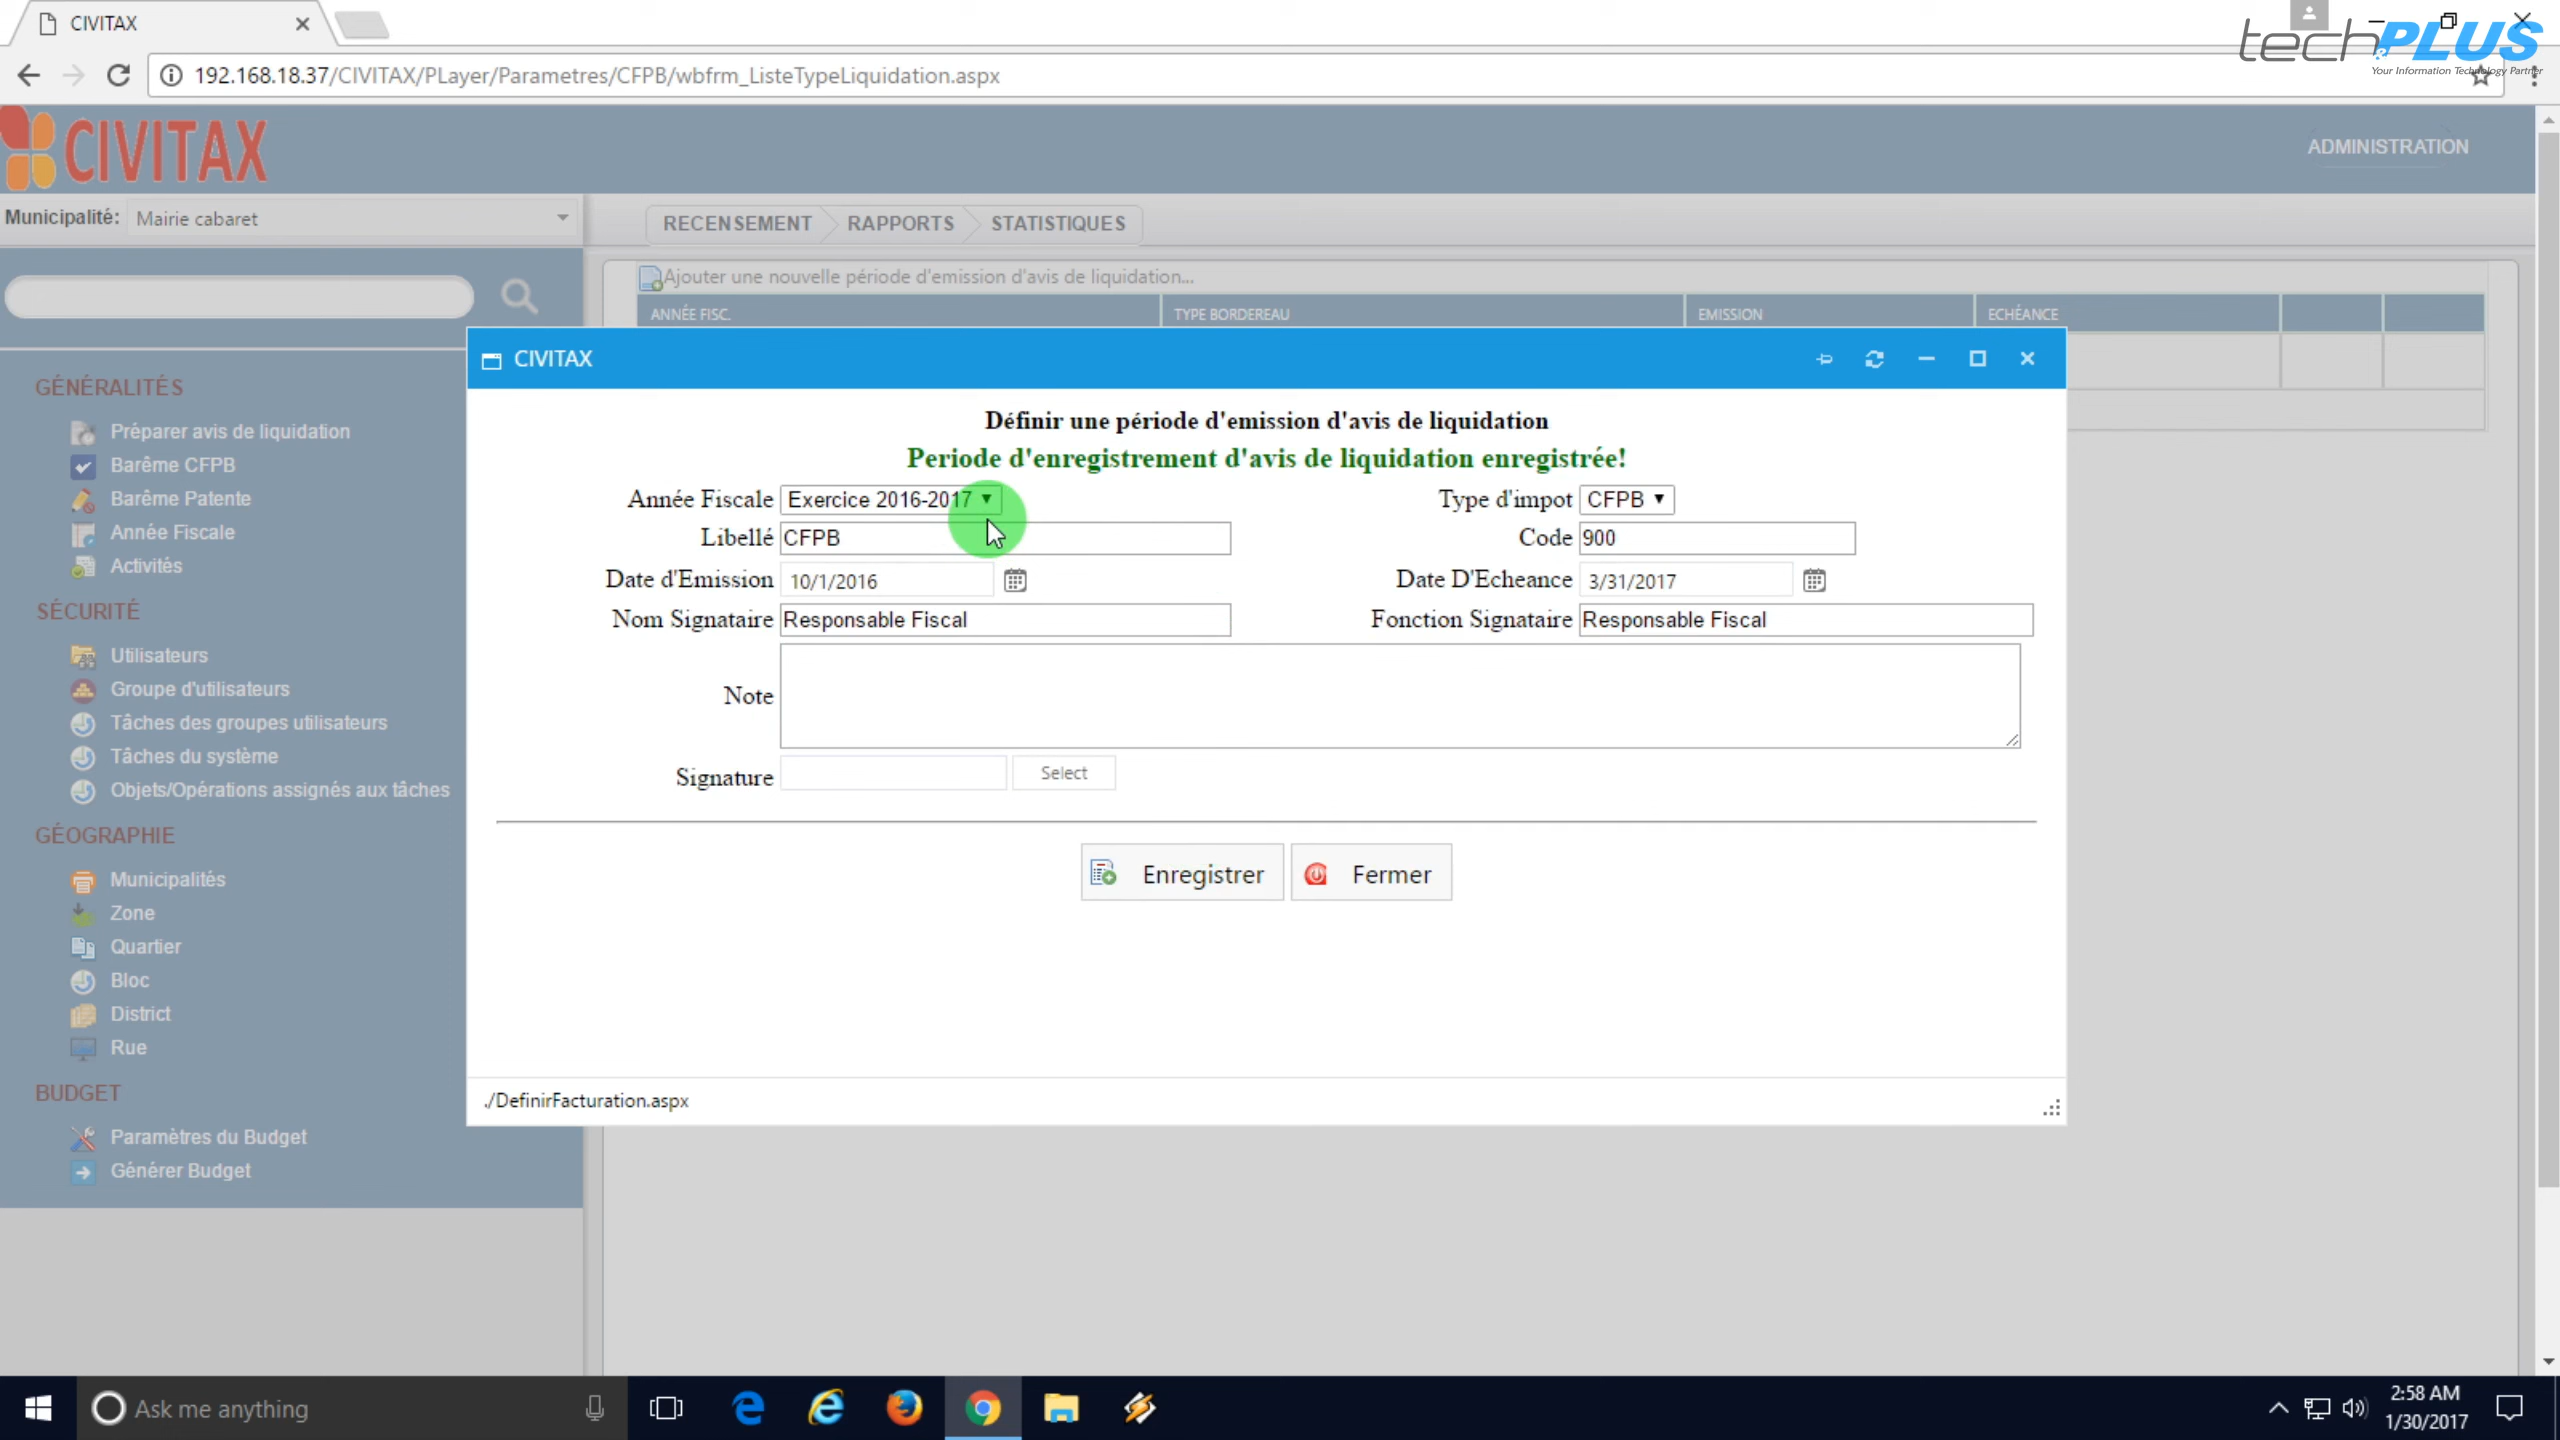 CIVITAX
tech&PLUS
Your Information Technology Partner
192.168.18.37/CIVITAX/PLayer/Parametres/CFPB/wbfrm_ListeTypeLiquidation.aspx
CIVITAX
ADMINISTRATION
Municipalité: Mairie cabaret
RECENSEMENT RAPPORTS STATISTIQUES
Ajouter une nouvelle période d'emission d'avis de liquidation...
ANNÉE FISC. TYPE BORDEREAU EMISSION ECHÉANCE
GÉNÉRALITÉS
Préparer avis de liquidation
Barême CFPB
Barême Patente
Année Fiscale
Activités
SÉCURITÉ
Utilisateurs
Groupe d'utilisateurs
Tâches des groupes utilisateurs
Tâches du système
Objets/Opérations assignés aux tâches
GÉOGRAPHIE
Municipalités
Zone
Quartier
Bloc
District
Rue
BUDGET
Paramètres du Budget
Générer Budget
CIVITAX
Définir une période d'emission d'avis de liquidation
Periode d'enregistrement d'avis de liquidation enregistrée!
Année Fiscale Exercice 2016-2017 Type d'impot CFPB
Libellé CFPB Code 900
Date d'Emission 10/1/2016 Date D'Echeance 3/31/2017
Nom Signataire Responsable Fiscal Fonction Signataire Responsable Fiscal
Note
Signature Select
Enregistrer Fermer
./DefinirFacturation.aspx
Ask me anything
2:58 AM
1/30/2017